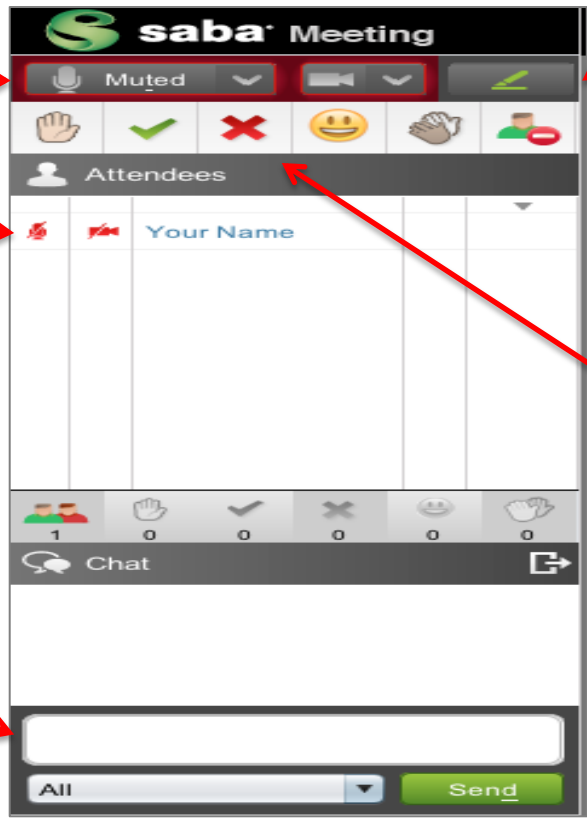 saba Meeting
Muted
Attendees
Your Name
1 0 0 0 0 0
Chat
All Send